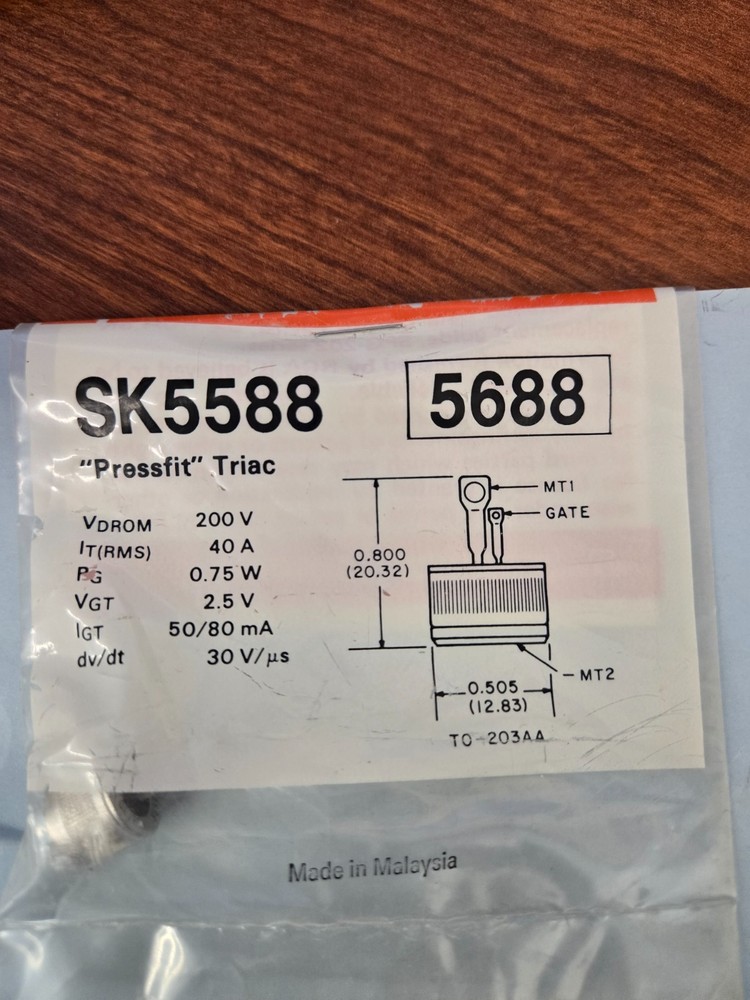 SK5588
5688
"Pressfit" Triac
VDROM 200 V
IT(RMS) 40 A
PG 0.75 W
VGT 2.5 V
IGT 50/80 mA
dv/dt 30 V/μs
MT1
GATE
0.800
(20.32)
MT2
0.505
(12.83)
TO-203AA
Made in Malaysia